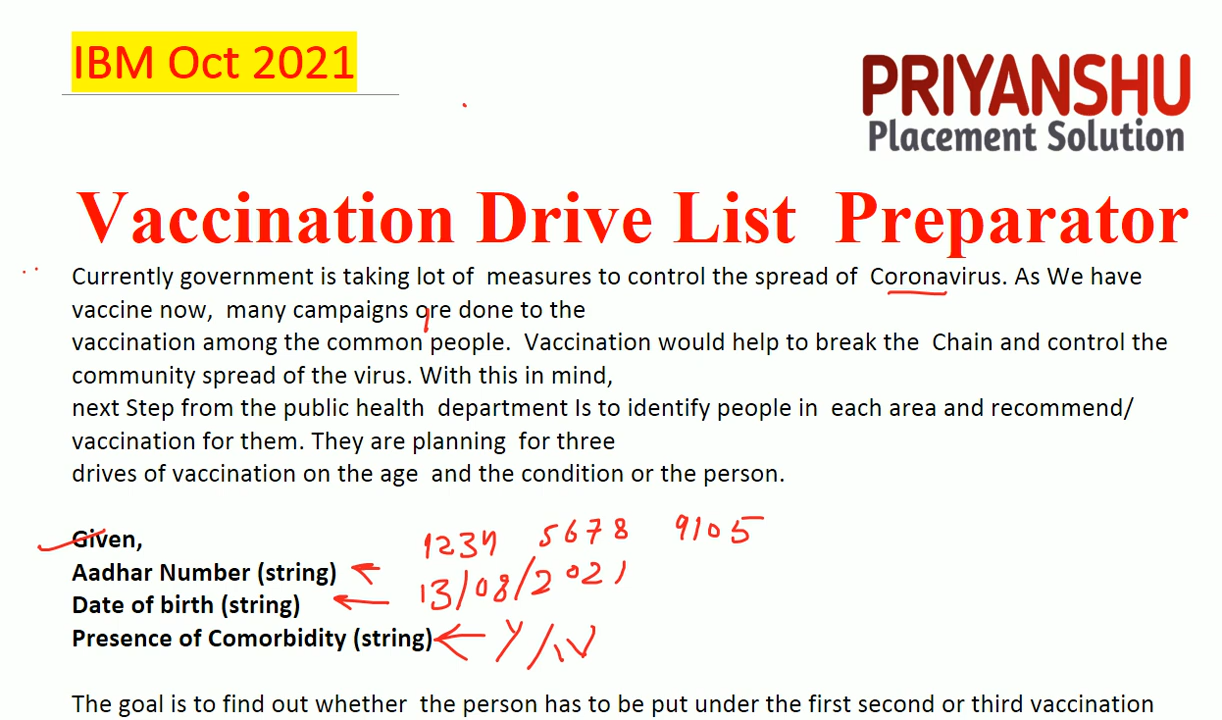 IBM Oct 2021
PRIYANSHU
Placement Solution
Vaccination Drive List Preparator
Currently government is taking lot of measures to control the spread of Coronavirus. As We have
vaccine now, many campaigns are done to the
vaccination among the common people. Vaccination would help to break the Chain and control the
community spread of the virus. With this in mind,
next Step from the public health department Is to identify people in each area and recommend/
vaccination for them. They are planning for three
drives of vaccination on the age and the condition or the person.
Given,
1234 5678 9105
Aadhar Number (string)
13/08/2021
Date of birth (string)
Presence of Comorbidity (string) Y/N
The goal is to find out whether the person has to be put under the first second or third vaccination